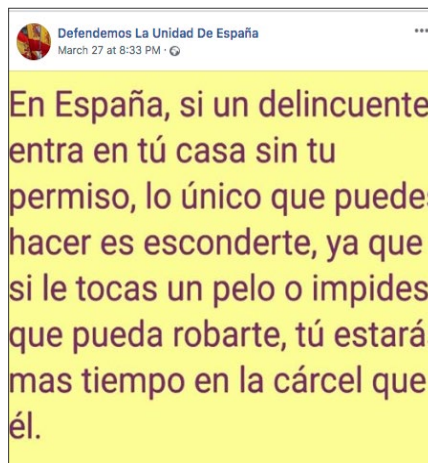 Defendemos La Unidad De España
March 27 at 8:33 PM ·
En España, si un delincuente
entra en tú casa sin tu
permiso, lo único que puedes
hacer es esconderte, ya que
si le tocas un pelo o impides
que pueda robarte, tú estará
mas tiempo en la cárcel que
él.